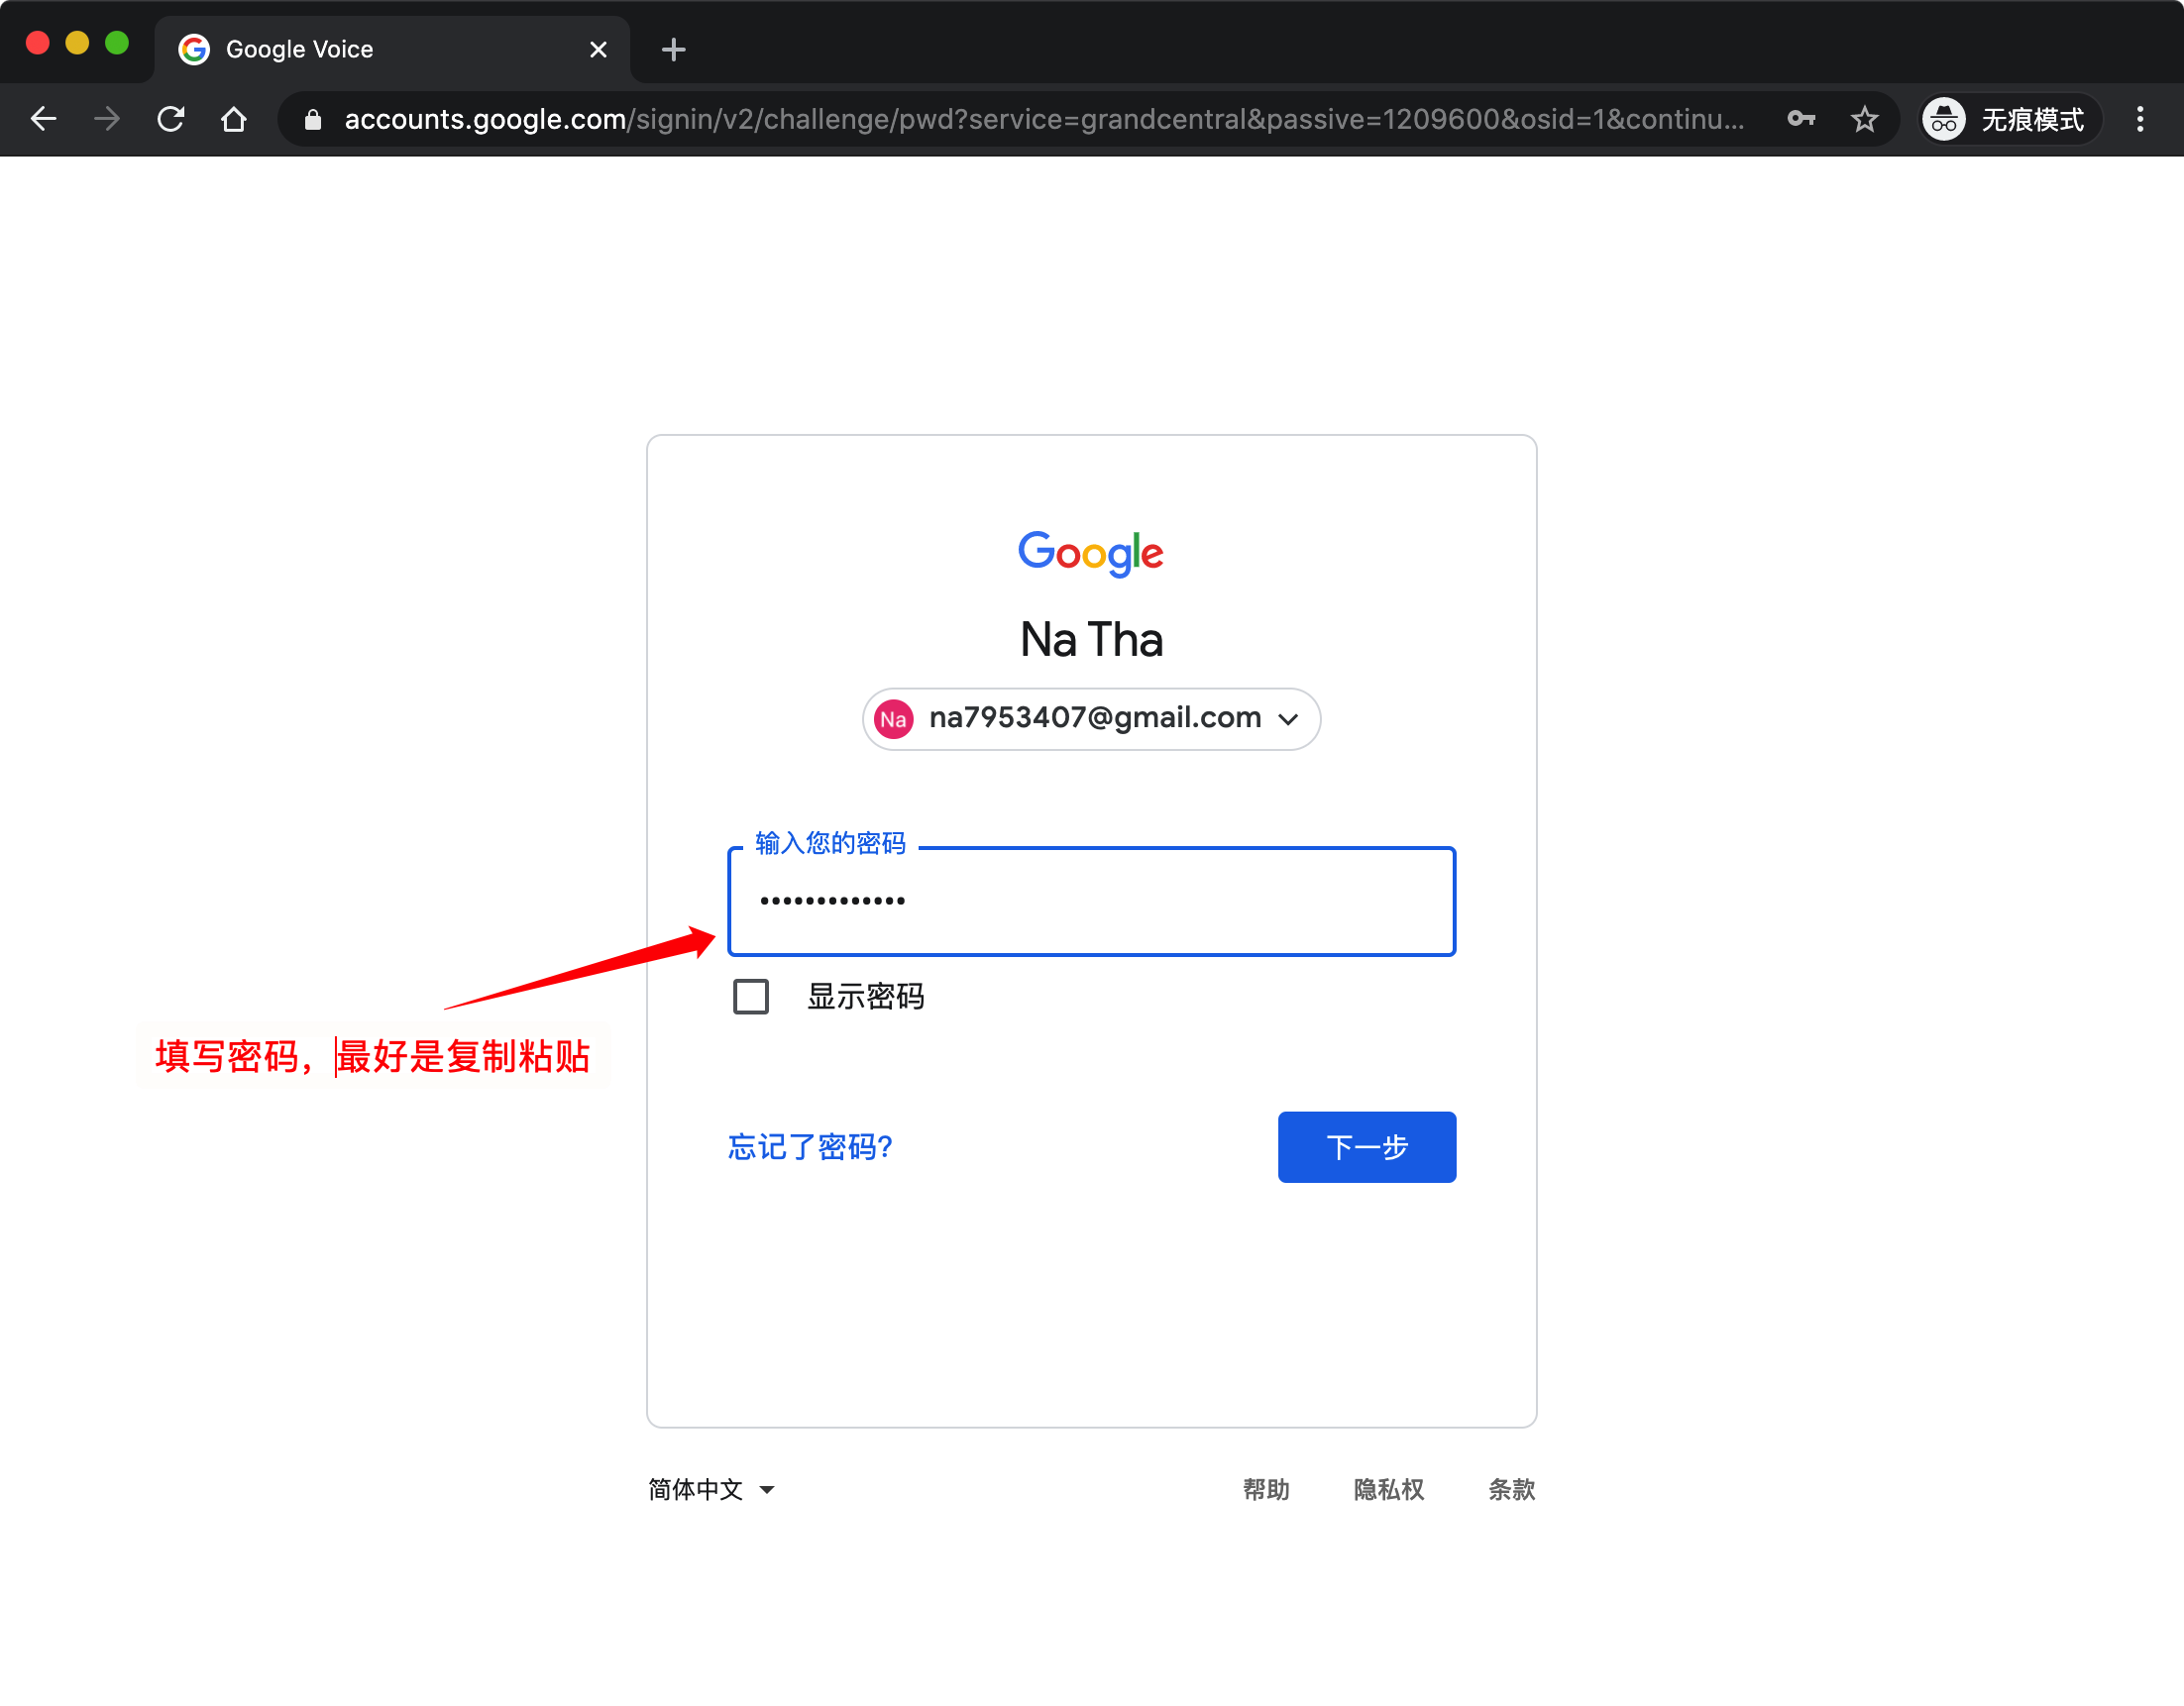 Google Voice
accounts.google.com/signin/v2/challenge/pwd?service=grandcentral&passive=1209600&osid=1&continu...
无痕模式
Google
Na Tha
Na na7953407@gmail.com
输入您的密码
•••••••••••••
显示密码
填写密码，最好是复制粘贴
忘记了密码？
下一步
简体中文
帮助 隐私权 条款